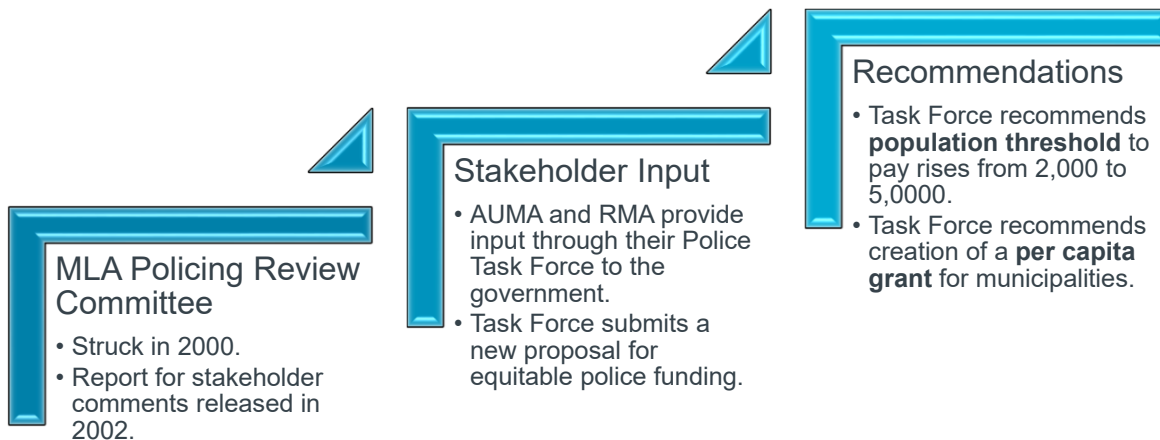 MLA Policing Review
Committee
• Struck in 2000.
• Report for stakeholder
comments released in
2002.
Stakeholder Input
• AUMA and RMA provide
input through their Police
Task Force to the
government.
• Task Force submits a
new proposal for
equitable police funding.
Recommendations
• Task Force recommends
population threshold to
pay rises from 2,000 to
5,0000.
• Task Force recommends
creation of a per capita
grant for municipalities.